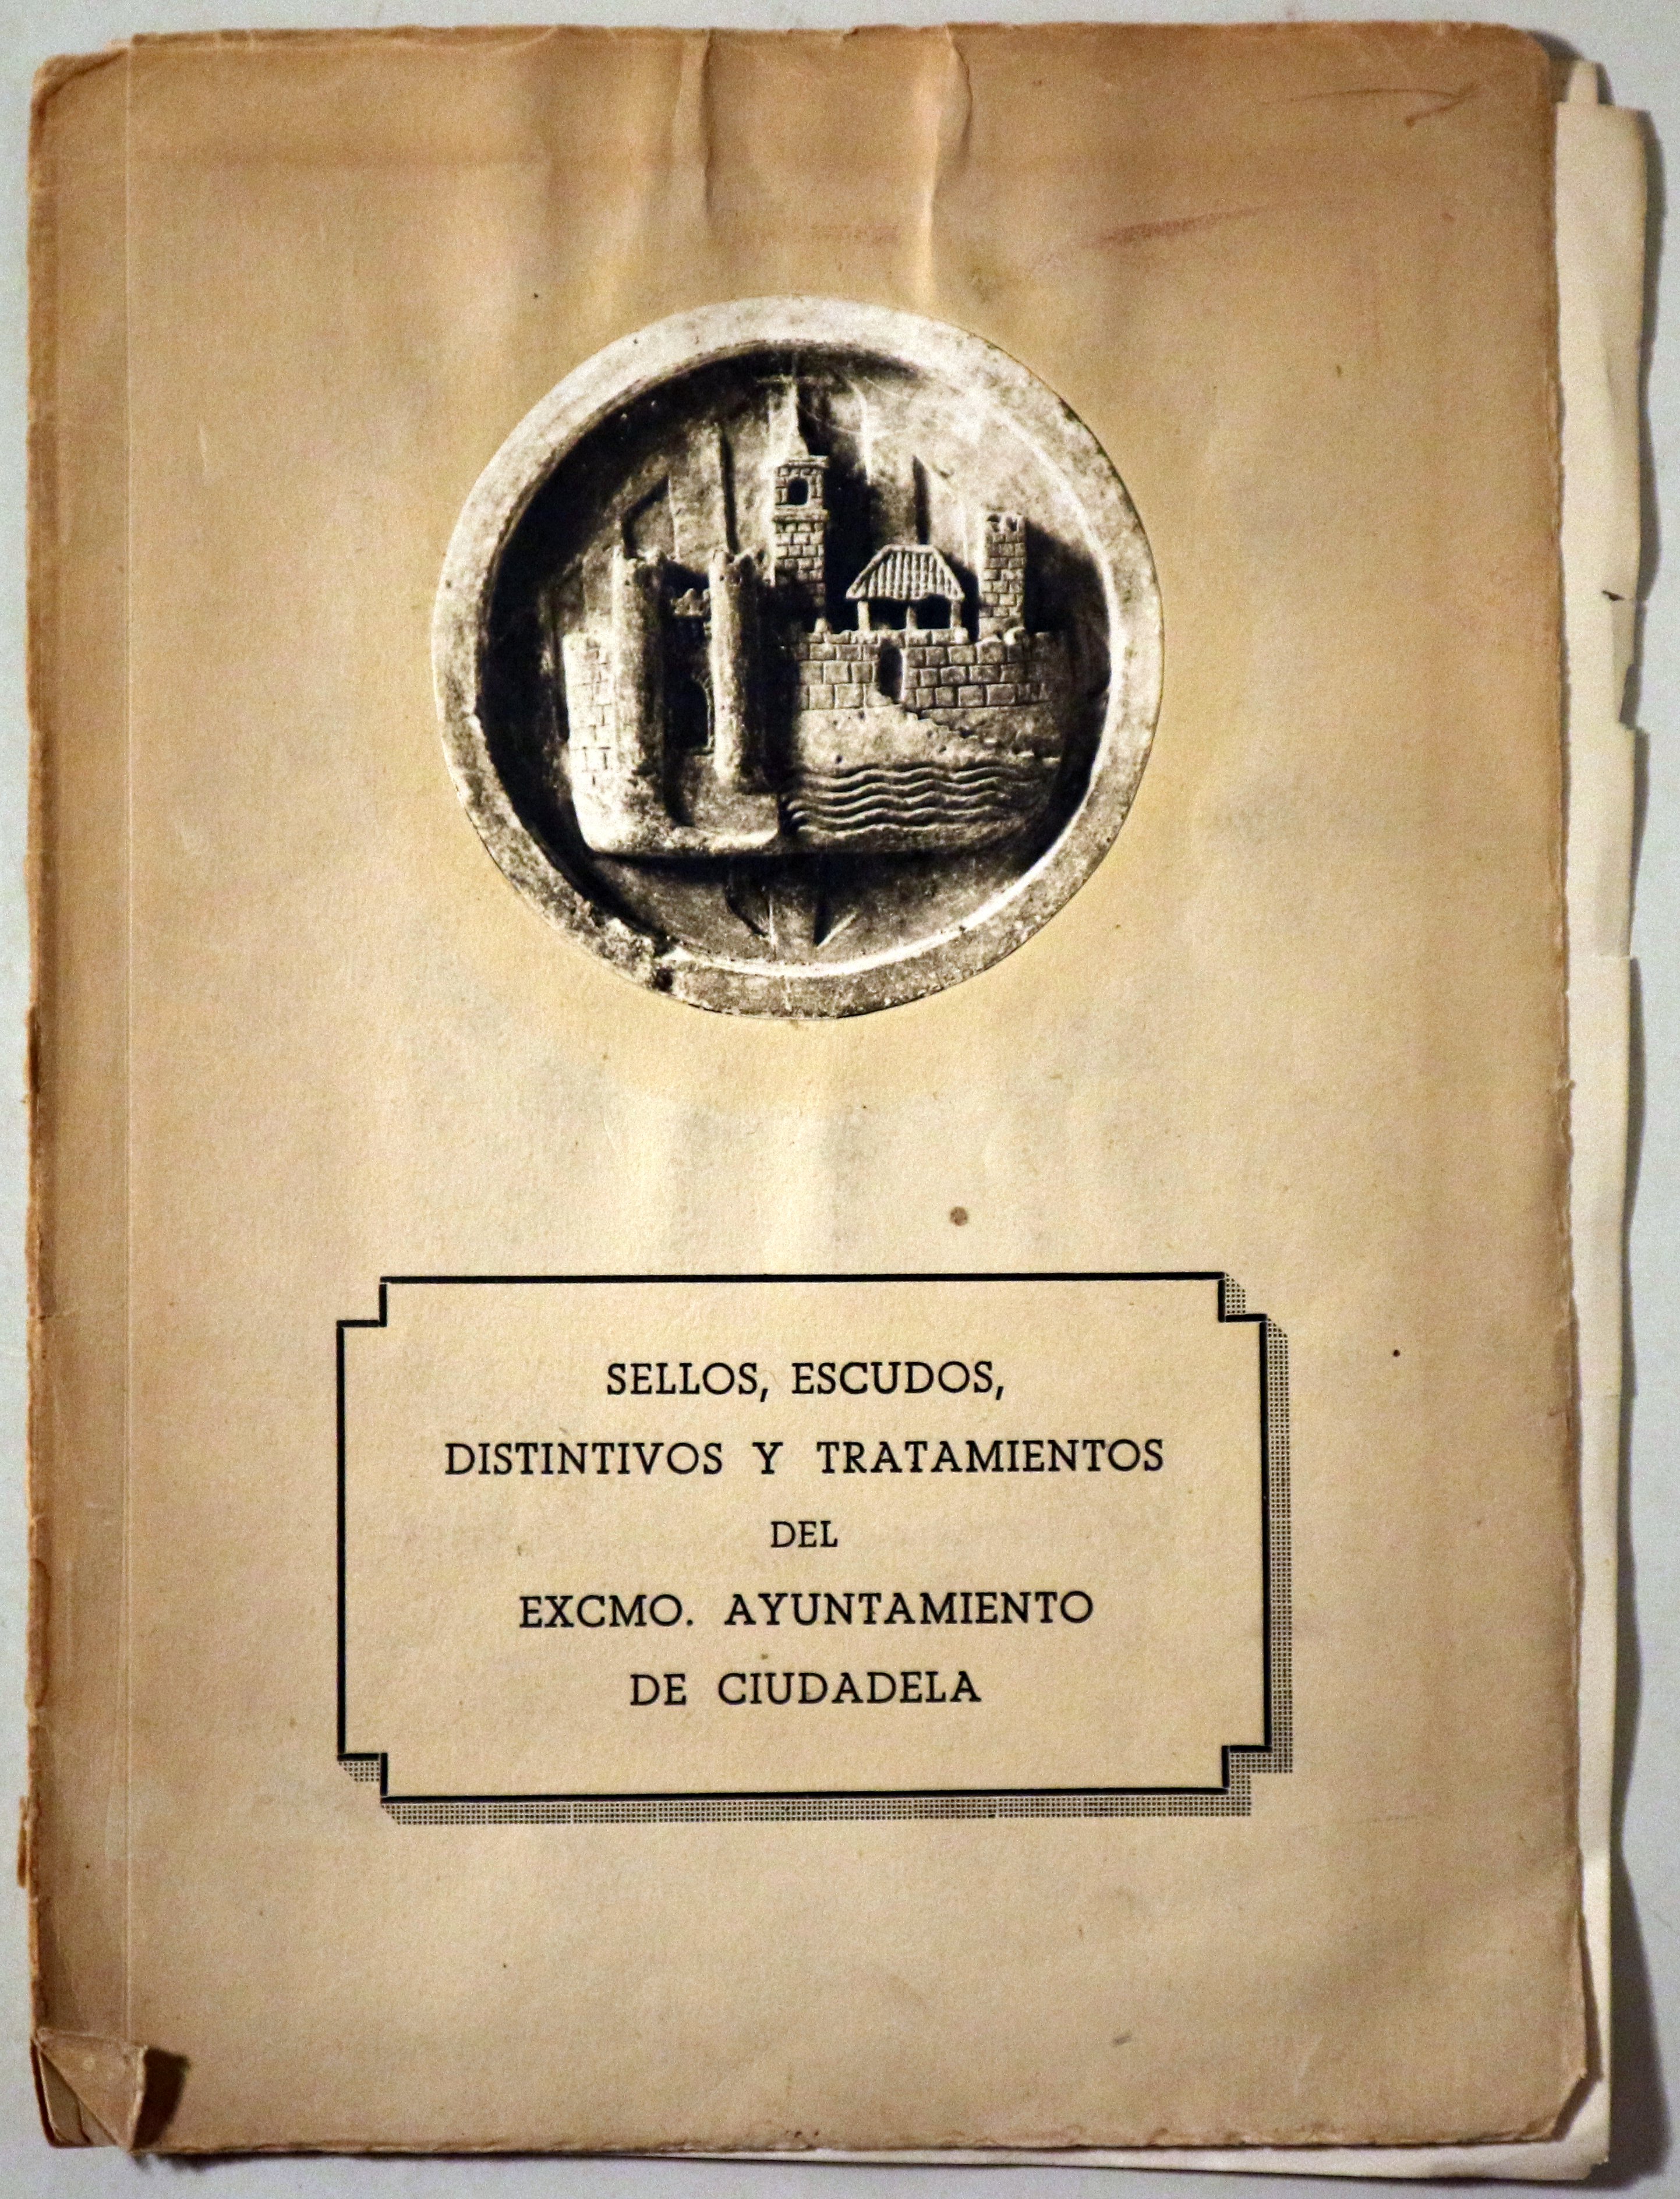 SELLOS, ESCUDOS,
DISTINTIVOS Y TRATAMIENTOS
DEL
EXCMO. AYUNTAMIENTO
DE CIUDADELA